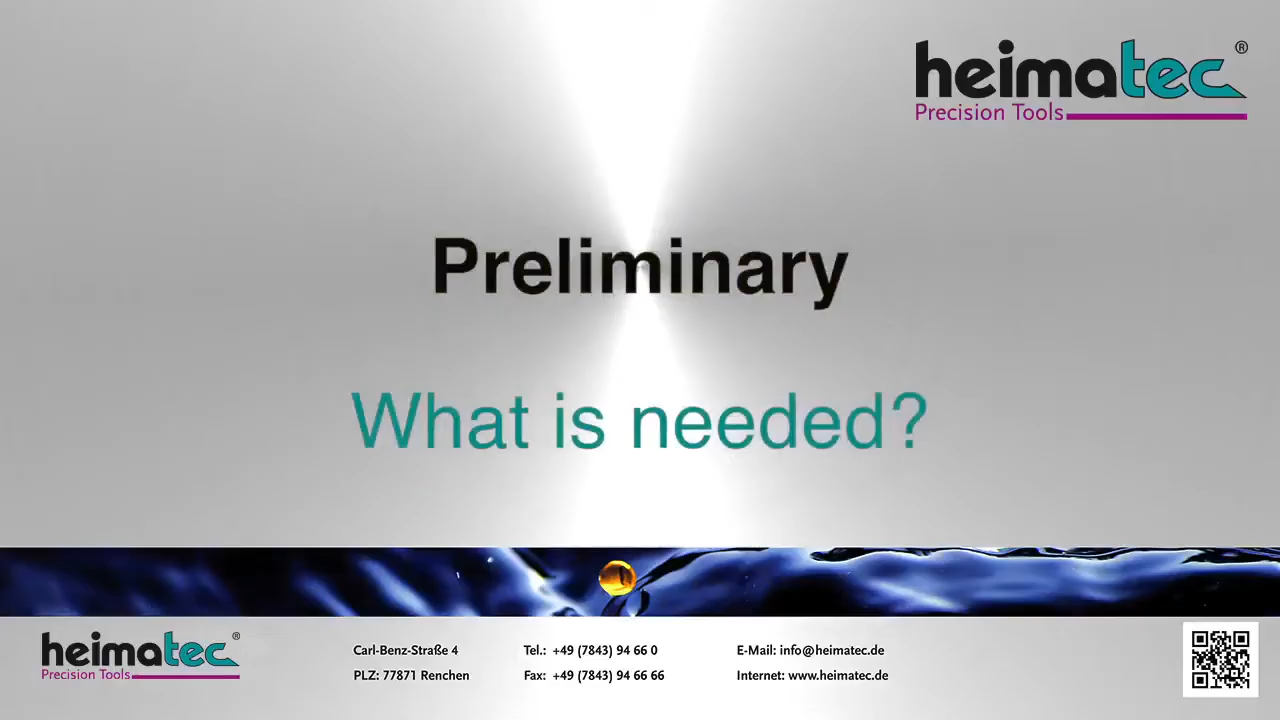 heimatec®
Precision Tools
Preliminary
What is needed?
heimatec®
Precision Tools
Carl-Benz-Straße 4
PLZ: 77871 Renchen
Tel.: +49 (7843) 94 66 0
Fax: +49 (7843) 94 66 66
E-Mail: info@heimatec.de
Internet: www.heimatec.de